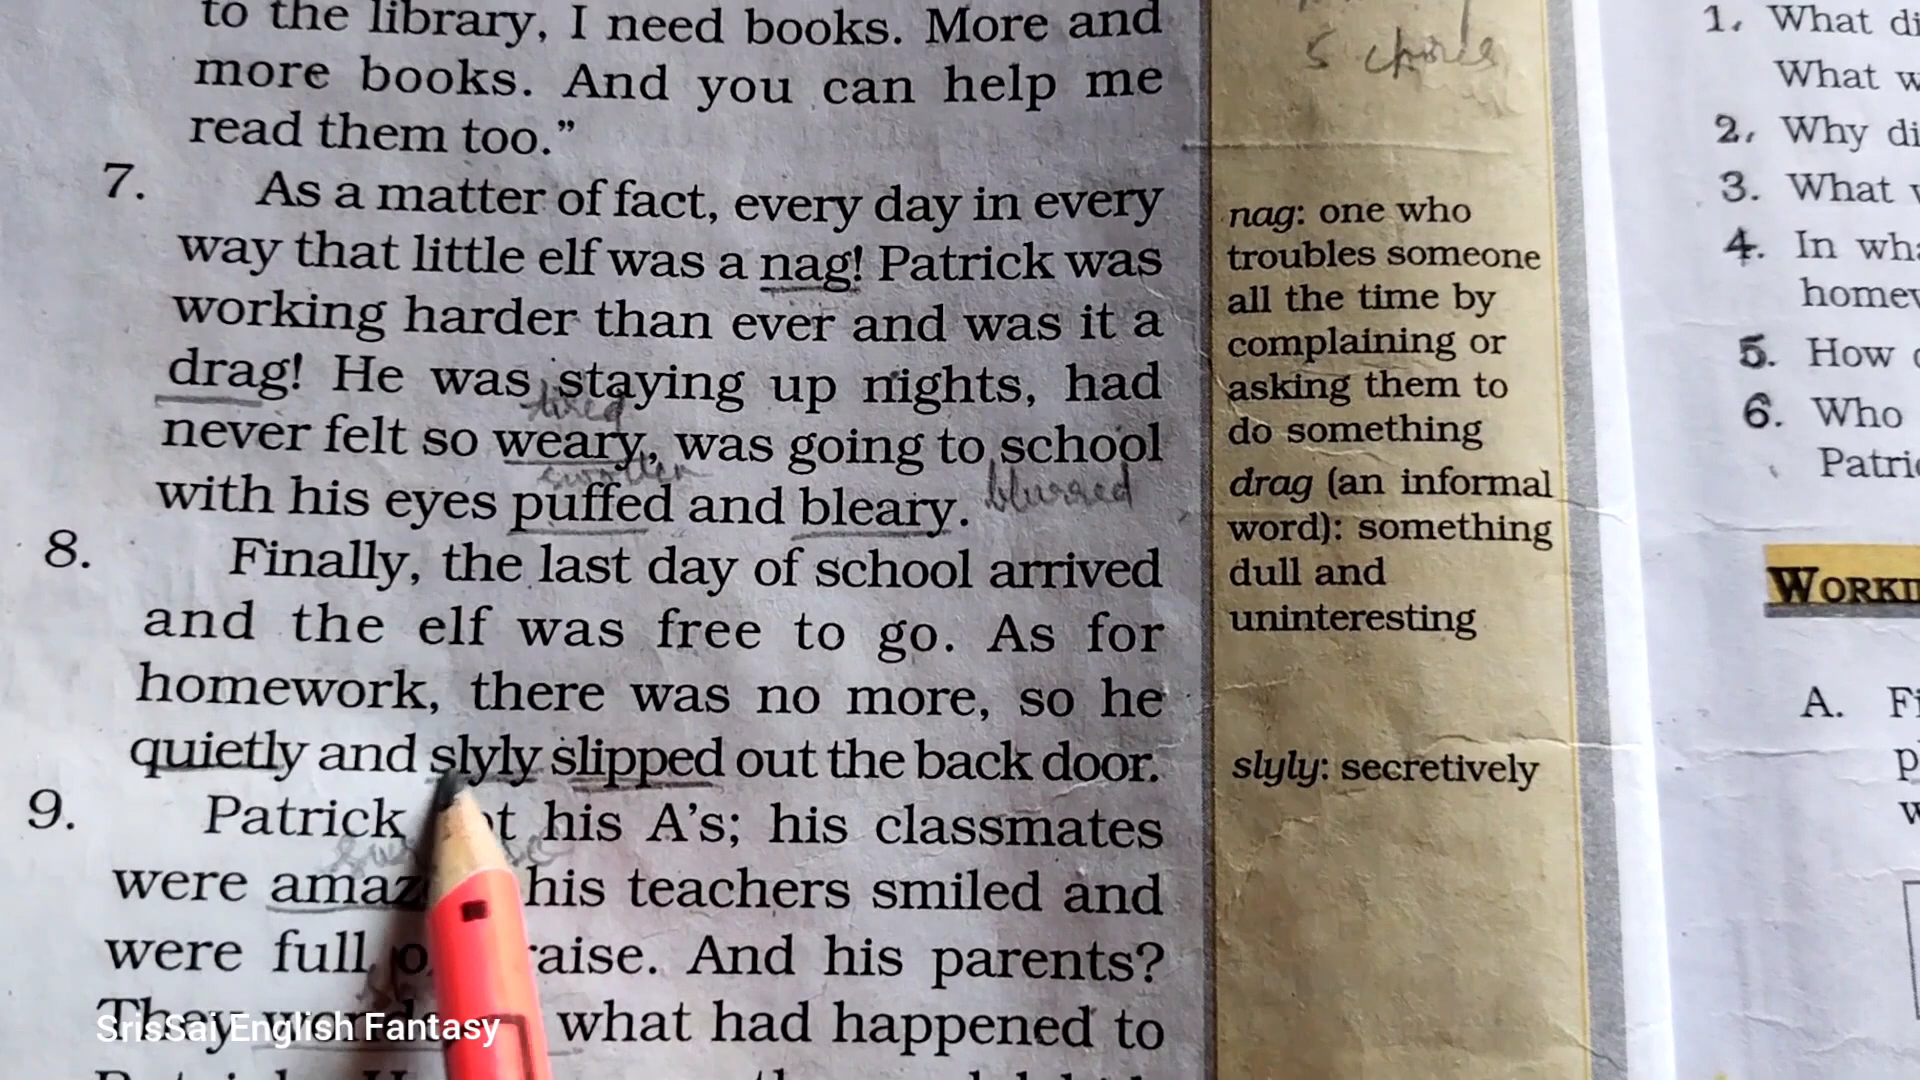 to the library, I need books. More and
more books. And you can help me
read them too.”
7. As a matter of fact, every day in every
way that little elf was a nag! Patrick was
working harder than ever and was it a
drag! He was staying up nights, had
tired
never felt so weary, was going to school
swollen
with his eyes puffed and bleary. blurred
8. Finally, the last day of school arrived
and the elf was free to go. As for
homework, there was no more, so he
quietly and slyly slipped out the back door.
9. Patrick his A’s; his classmates
were his teachers smiled and
were full And his parents?
They what had happened to
SrisSai English Fantasy
5 chores
nag: one who
troubles someone
all the time by
complaining or
asking them to
do something
drag (an informal
word): something
dull and
uninteresting
slyly: secretively
1. What
What
2. Why
3. What
4. In
5. How
6. Who
A.